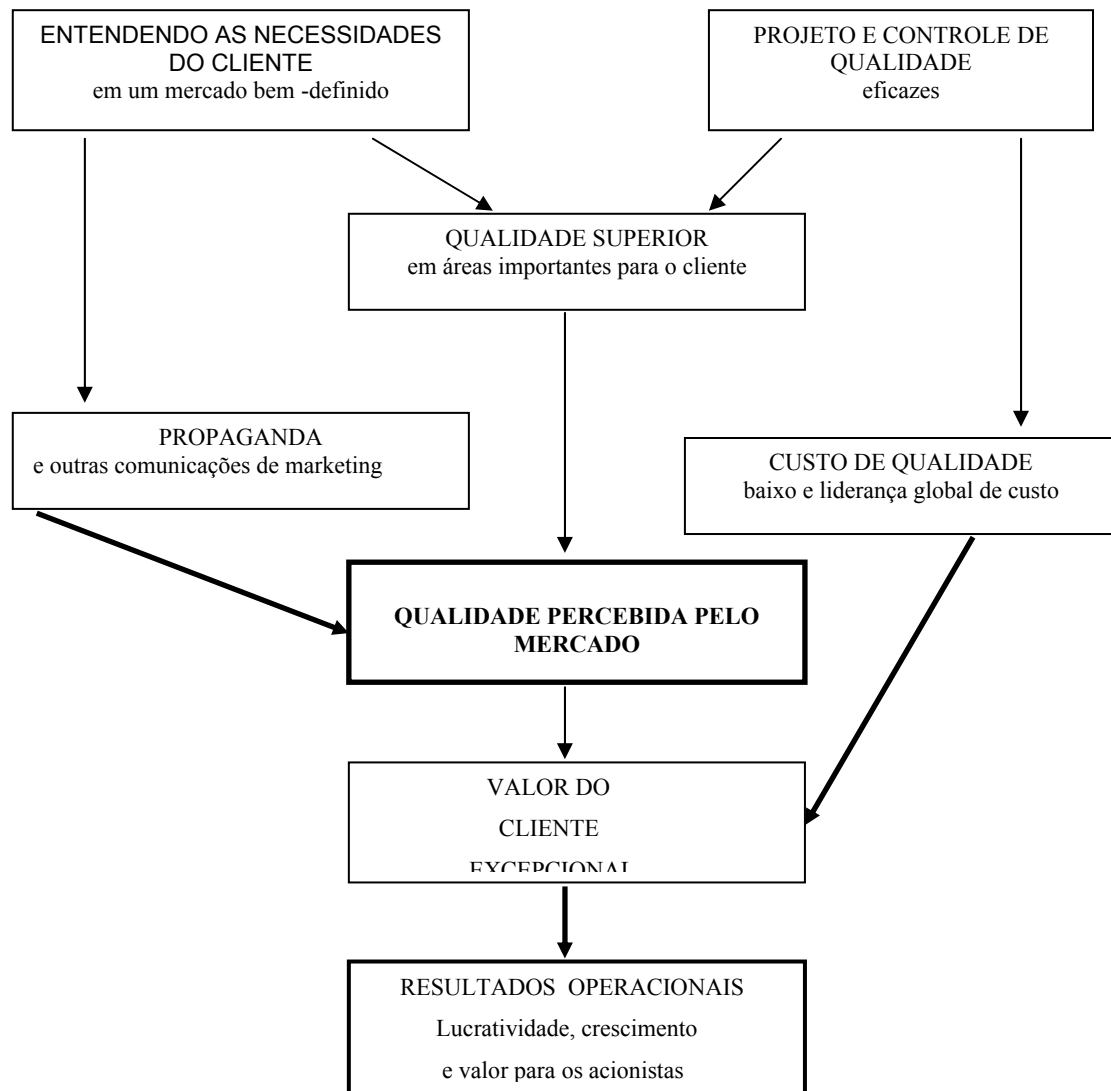 ENTENDENDO AS NECESSIDADES
DO CLIENTE
em um mercado bem -definido
PROJETO E CONTROLE DE
QUALIDADE
eficazes
QUALIDADE SUPERIOR
em áreas importantes para o cliente
PROPAGANDA
e outras comunicações de marketing
CUSTO DE QUALIDADE
baixo e liderança global de custo
QUALIDADE PERCEBIDA PELO
MERCADO
VALOR DO
CLIENTE
EXCEPCIONAL
RESULTADOS OPERACIONAIS
Lucratividade, crescimento
e valor para os acionistas